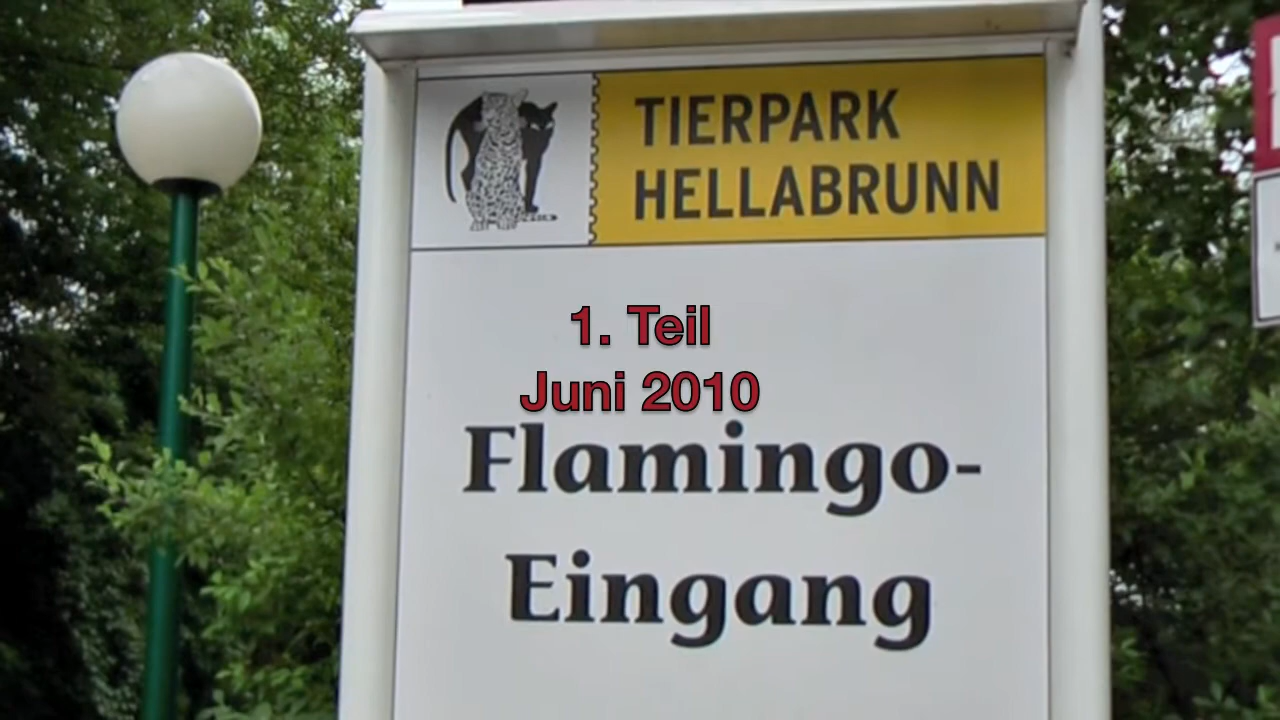 TIERPARK
HELLABRUNN
1. Teil
Juni 2010
Flamingo-
Eingang